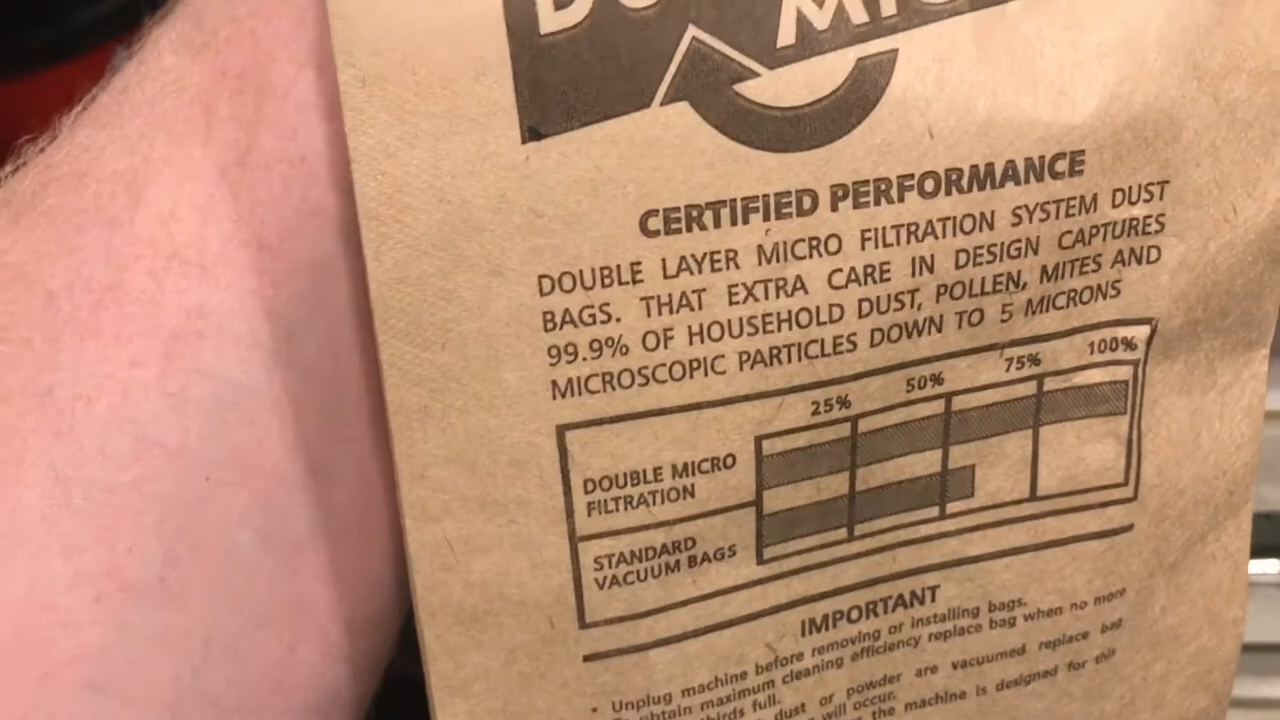 CERTIFIED PERFORMANCE
DOUBLE LAYER MICRO FILTRATION SYSTEM DUST
BAGS. THAT EXTRA CARE IN DESIGN CAPTURES
99.9% OF HOUSEHOLD DUST, POLLEN, MITES AND
MICROSCOPIC PARTICLES DOWN TO 5 MICRONS
25% 50% 75% 100%
DOUBLE MICRO
FILTRATION
STANDARD
VACUUM BAGS
IMPORTANT
• Unplug machine before removing or installing bags.
obtain maximum cleaning efficiency replace bag when no more
full.
dust or powder are vacuumed replace bag
will occur.
the machine is designed for this